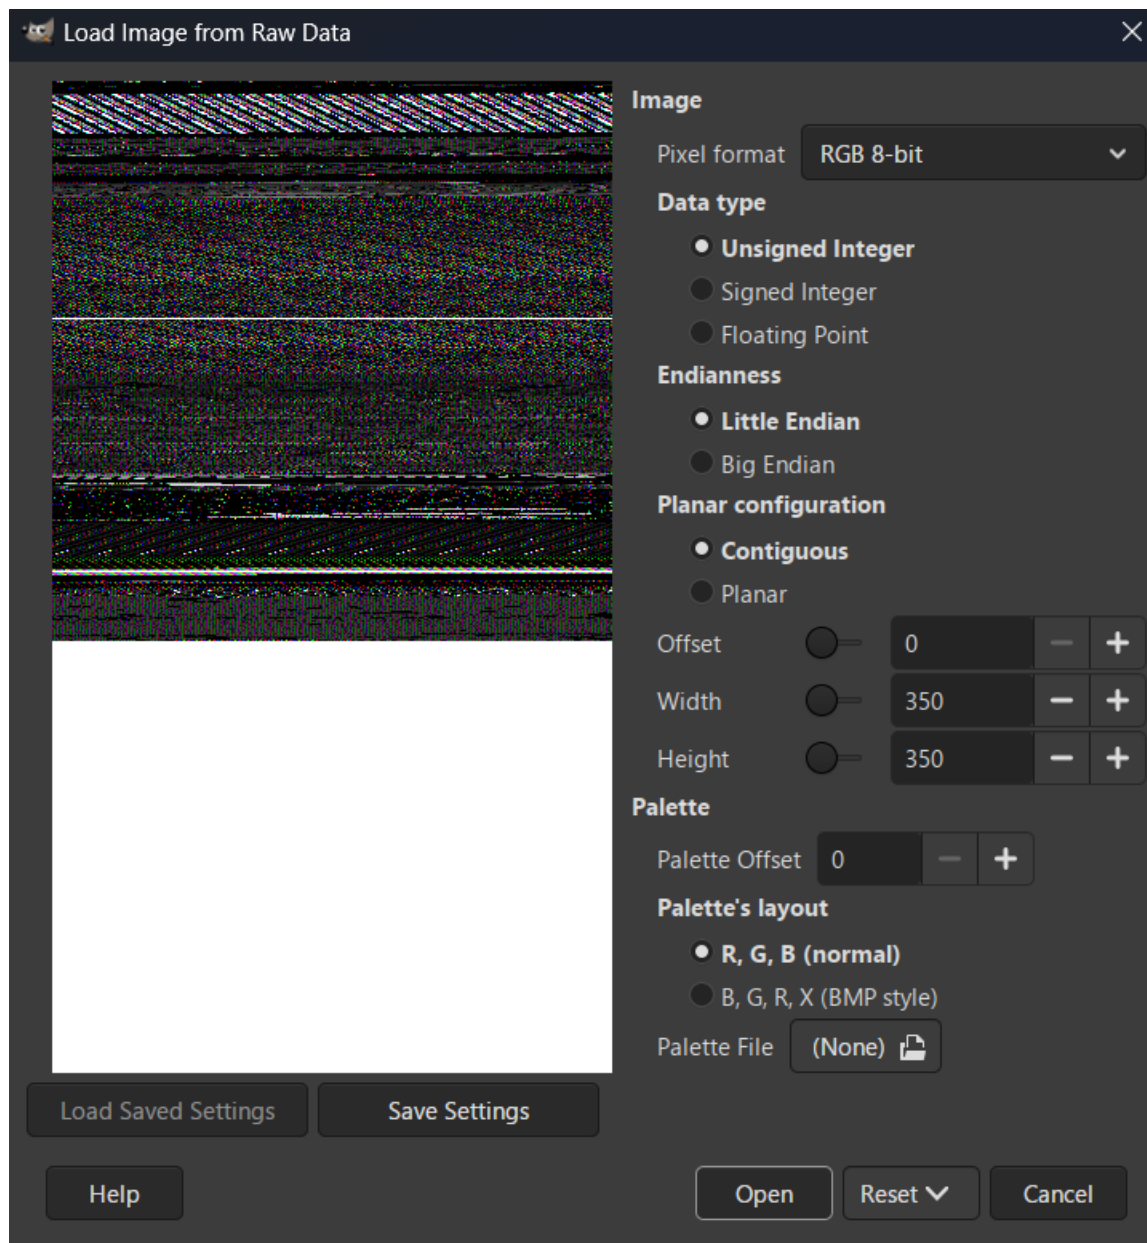 Load Image from Raw Data
Image
Pixel format RGB 8-bit
Data type
Unsigned Integer
Signed Integer
Floating Point
Endianness
Little Endian
Big Endian
Planar configuration
Contiguous
Planar
Offset 0
Width 350
Height 350
Palette
Palette Offset 0
Palette's layout
R, G, B (normal)
B, G, R, X (BMP style)
Palette File (None)
Load Saved Settings Save Settings
Help Open Reset Cancel